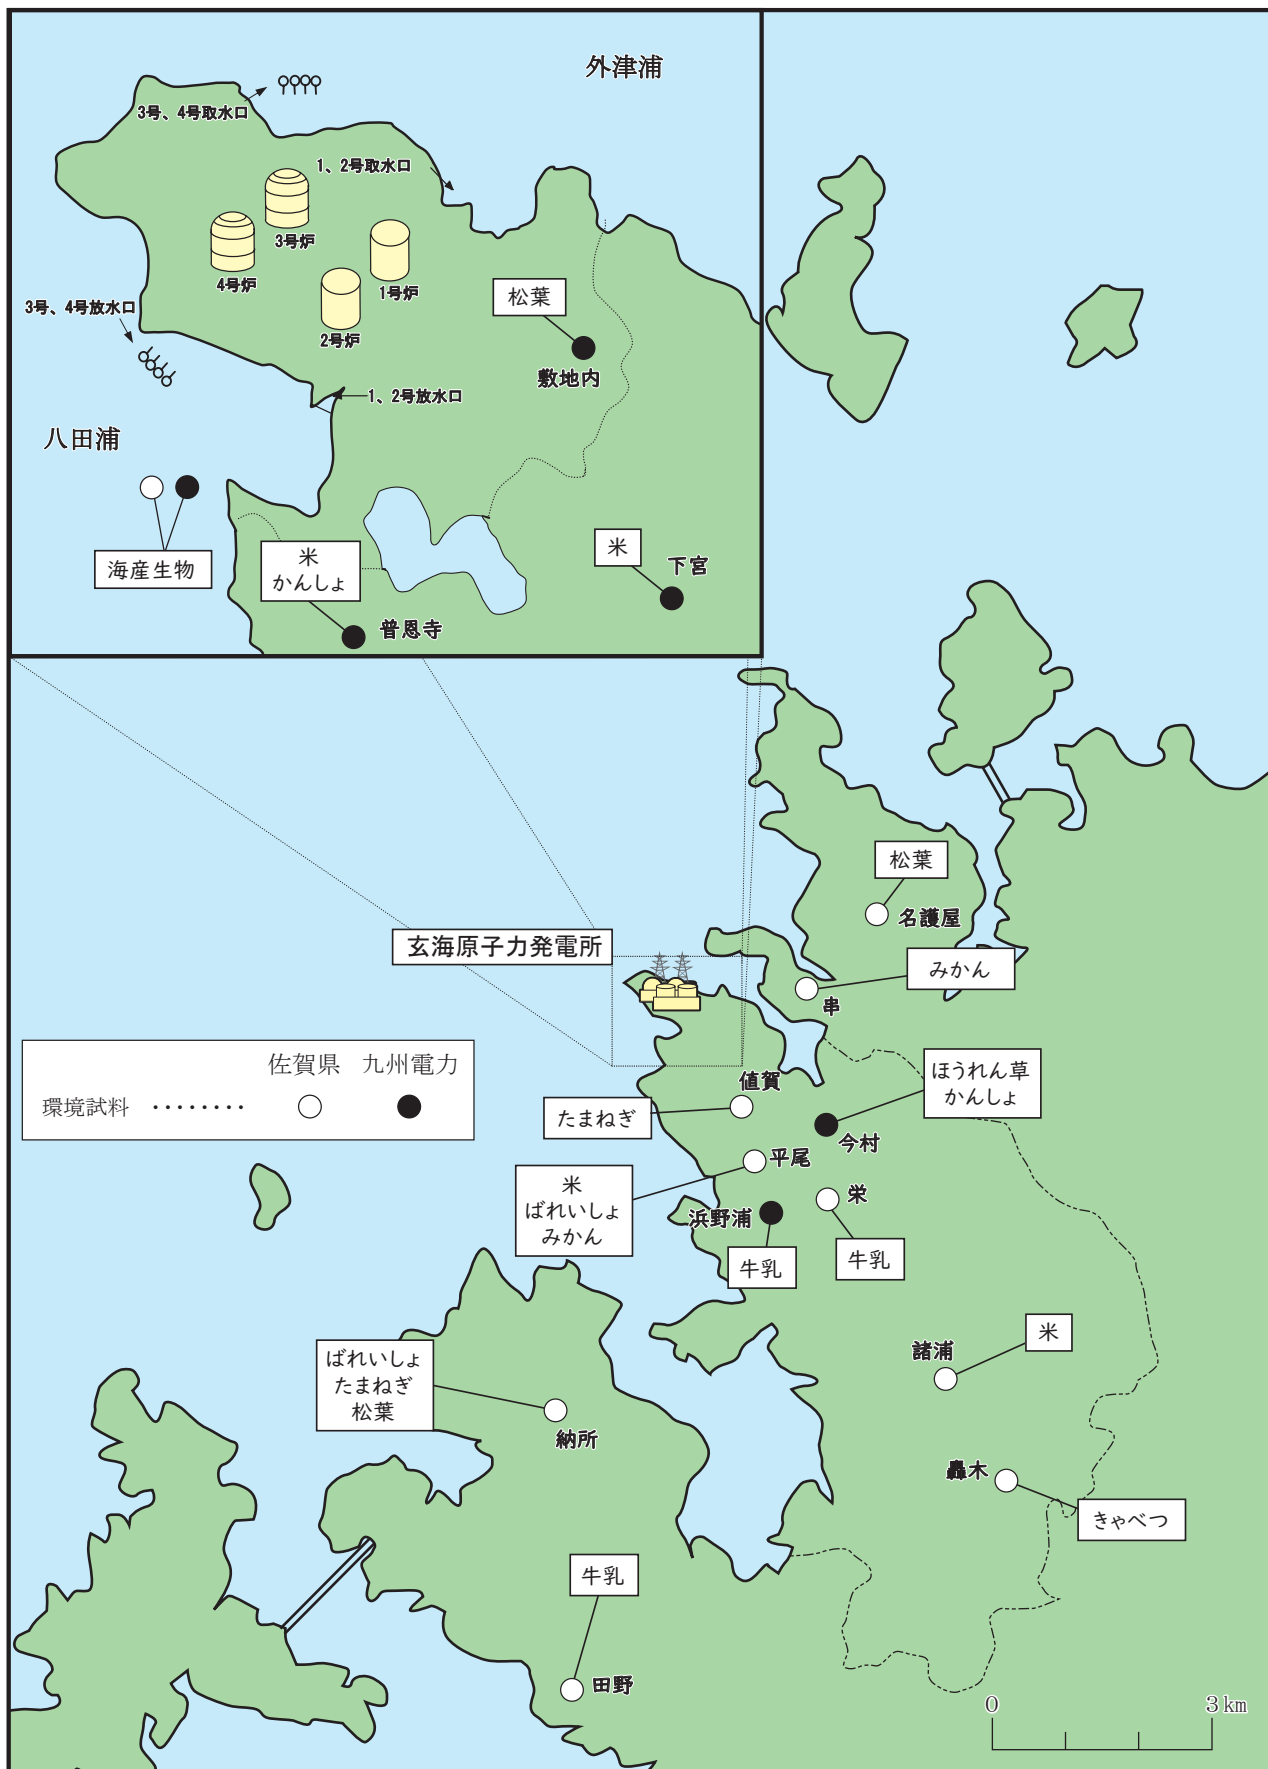 外津浦
3号、4号取水口
1、2号取水口
3号炉
4号炉
1号炉
2号炉
3号、4号放水口
松葉
敷地内
1、2号放水口
八田浦
海産生物
米
かんしょ
普恩寺
米
下宮
松葉
名護屋
玄海原子力発電所
みかん
串
佐賀県 九州電力
環境試料 ········
ほうれん草
かんしょ
値賀
たまねぎ
今村
平尾
米
ばれいしょ
みかん
栄
浜野浦
牛乳
牛乳
米
諸浦
ばれいしょ
たまねぎ
松葉
納所
轟木
きゃべつ
牛乳
田野
0 3km